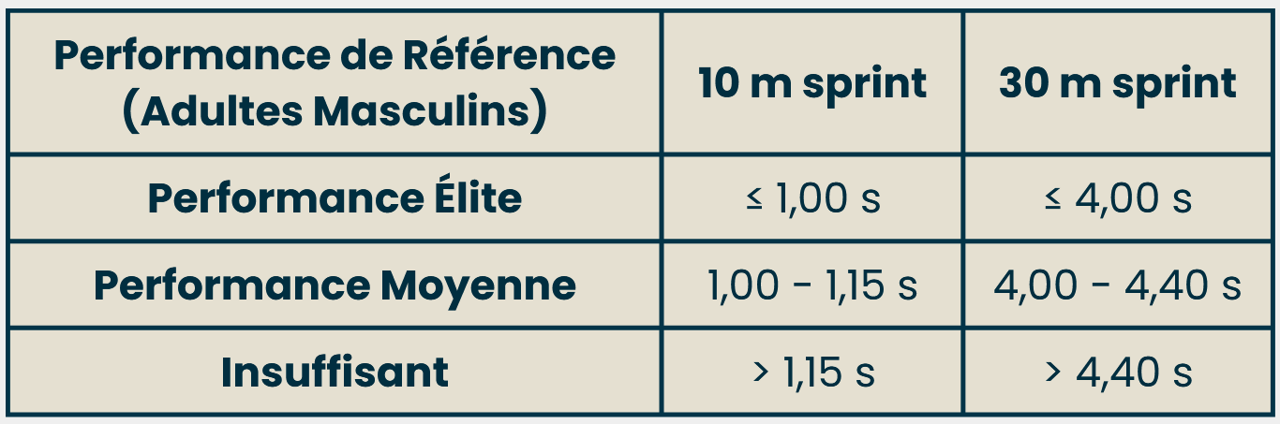 Performance de Référence
(Adultes Masculins)
10 m sprint
30 m sprint
Performance Élite
≤ 1,00 s
≤ 4,00 s
Performance Moyenne
1,00 - 1,15 s
4,00 - 4,40 s
Insuffisant
> 1,15 s
> 4,40 s